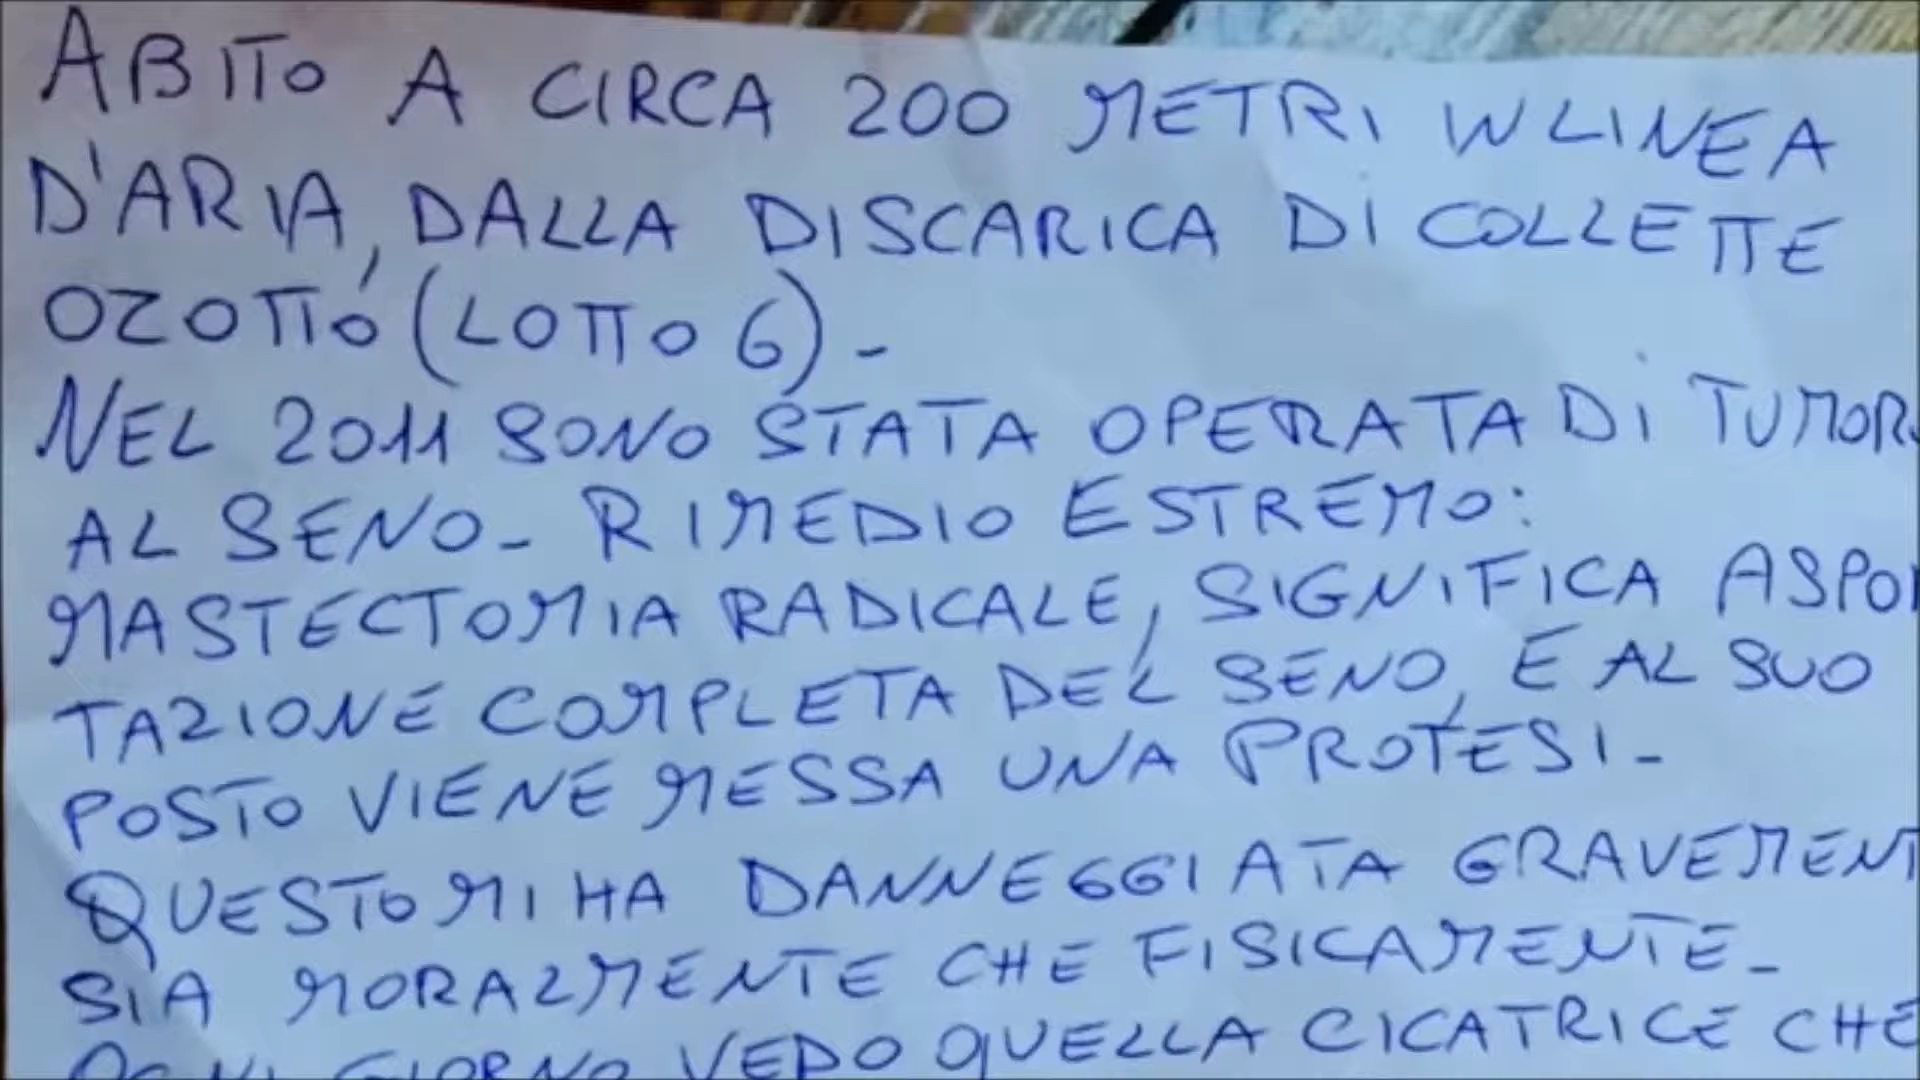 ABITO A CIRCA 200 METRI IN LINEA
D'ARIA, DALLA DISCARICA DI COLLETTE
OZOTTO (LOTTO 6)-
NEL 2011 SONO STATA OPERATA DI TUMOR
AL SENO- RIMEDIO ESTREMO:
MASTECTOMIA RADICALE, SIGNIFICA ASPOR
TAZIONE COMPLETA DEL SENO, E AL SUO
POSTO VIENE MESSA UNA PROTESI-
QUESTO MI HA DANNEGGIATA GRAVEMENT
SIA MORALMENTE CHE FISICAMENTE-
OGNI GIORNO VEDO QUELLA CICATRICE CHE